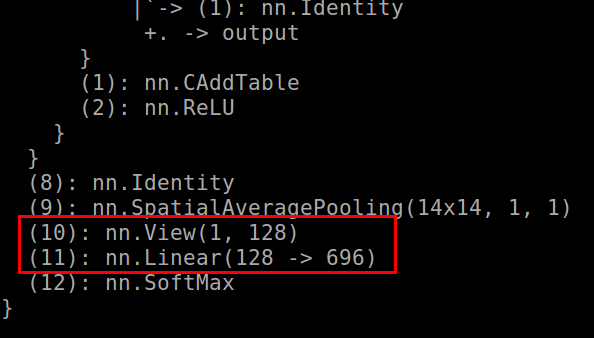 |`-> (1): nn.Identity
+. -> output
}
(1): nn.CAddTable
(2): nn.ReLU
}
}
(8): nn.Identity
(9): nn.SpatialAveragePooling(14x14, 1, 1)
(10): nn.View(1, 128)
(11): nn.Linear(128 -> 696)
(12): nn.SoftMax
}